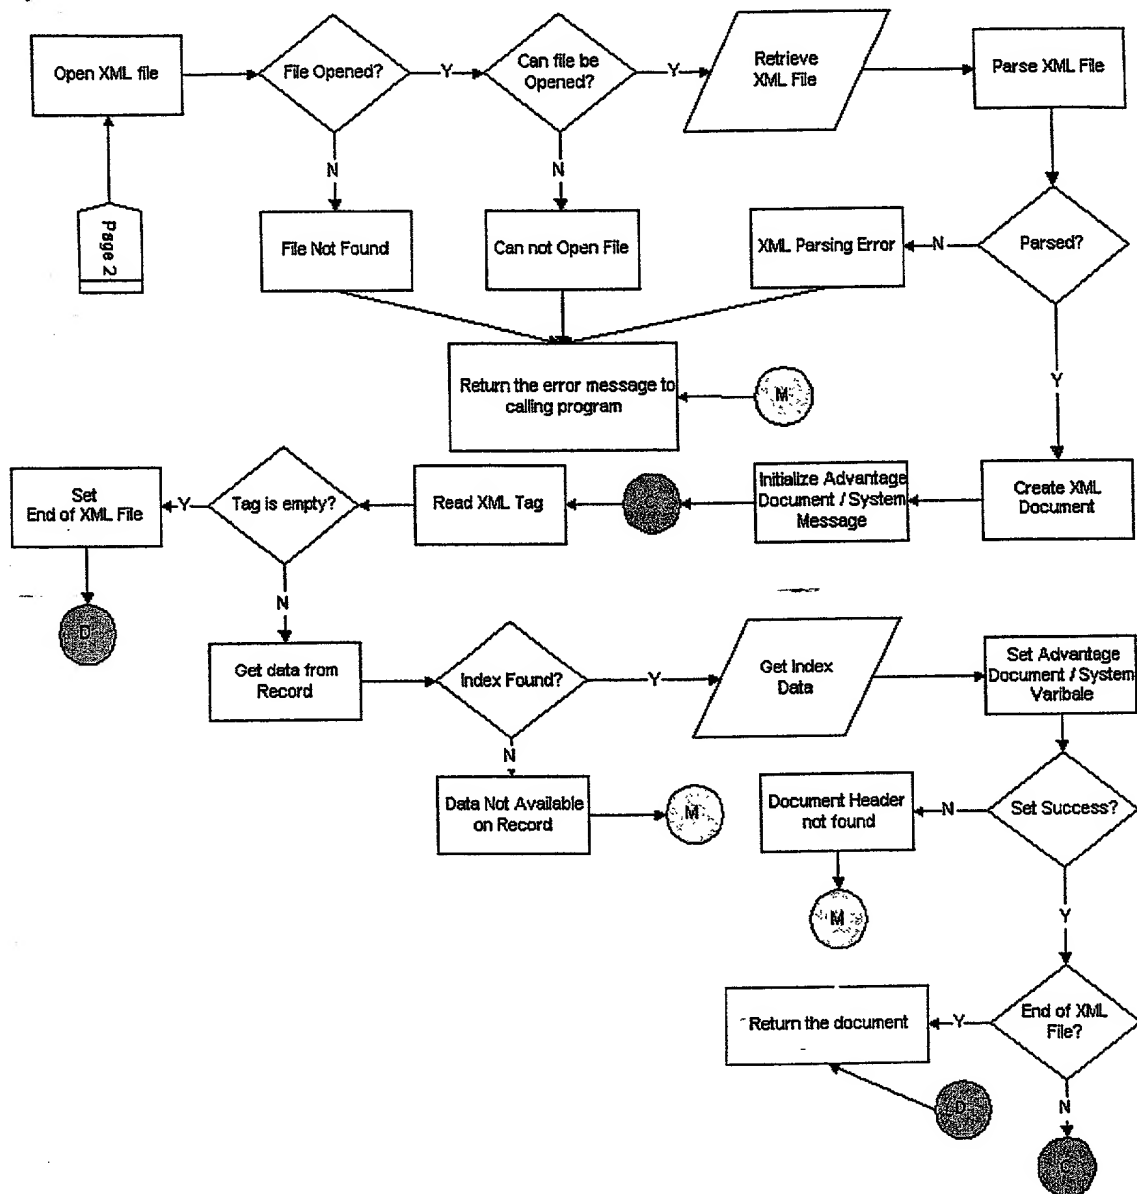 Open XML file
File Opened?
Y
Can file be
Opened?
Y
Retrieve
XML File
Parse XML File
N
N
Page 2
File Not Found
Can not Open File
XML Parsing Error
N
Parsed?
Return the error message to
calling program
M
Y
Set
End of XML File
Y
Tag is empty?
Read XML Tag
Initialize Advantage
Document / System
Message
Create XML
Document
D
N
Get data from
Record
Index Found?
Y
Get Index
Data
Set Advantage
Document / System
Varibale
N
Data Not Available
on Record
M
Document Header
not found
N
Set Success?
M
Y
Return the document
Y
End of XML
File?
D
N
C